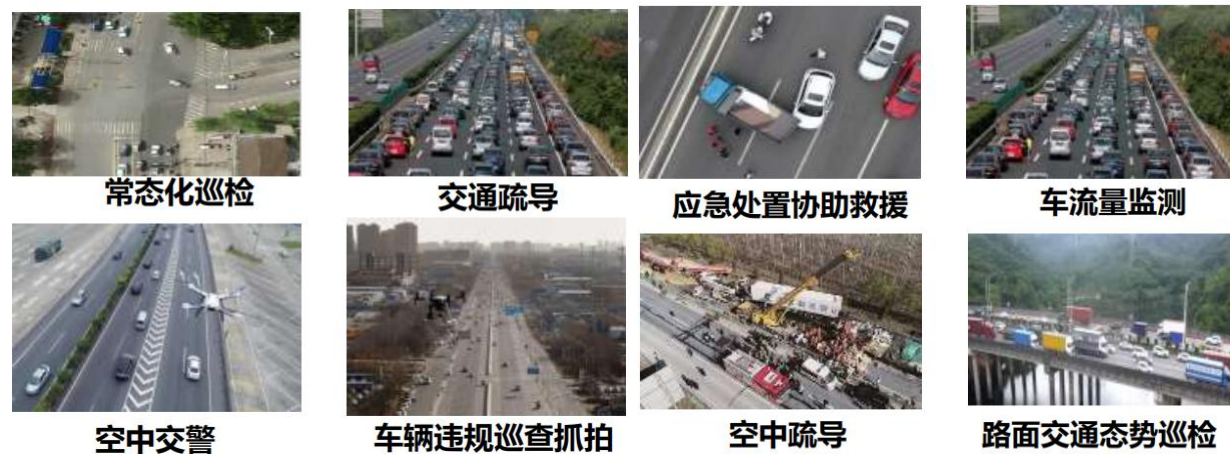 常态化巡检
交通疏导
应急处置协助救援
车流量监测
空中交警
车辆违规巡查抓拍
空中疏导
路面交通态势巡检